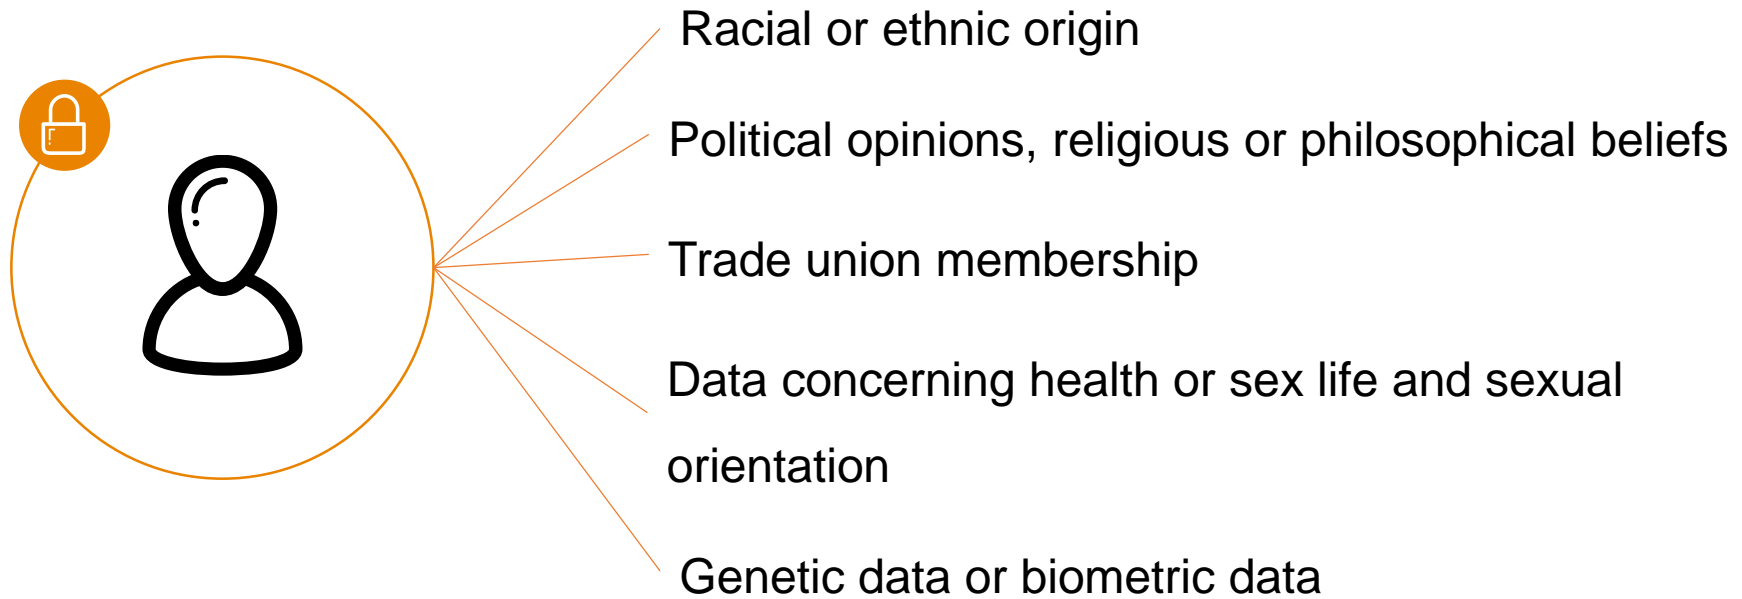 Racial or ethnic origin
Political opinions, religious or philosophical beliefs
Trade union membership
Data concerning health or sex life and sexual
orientation
Genetic data or biometric data